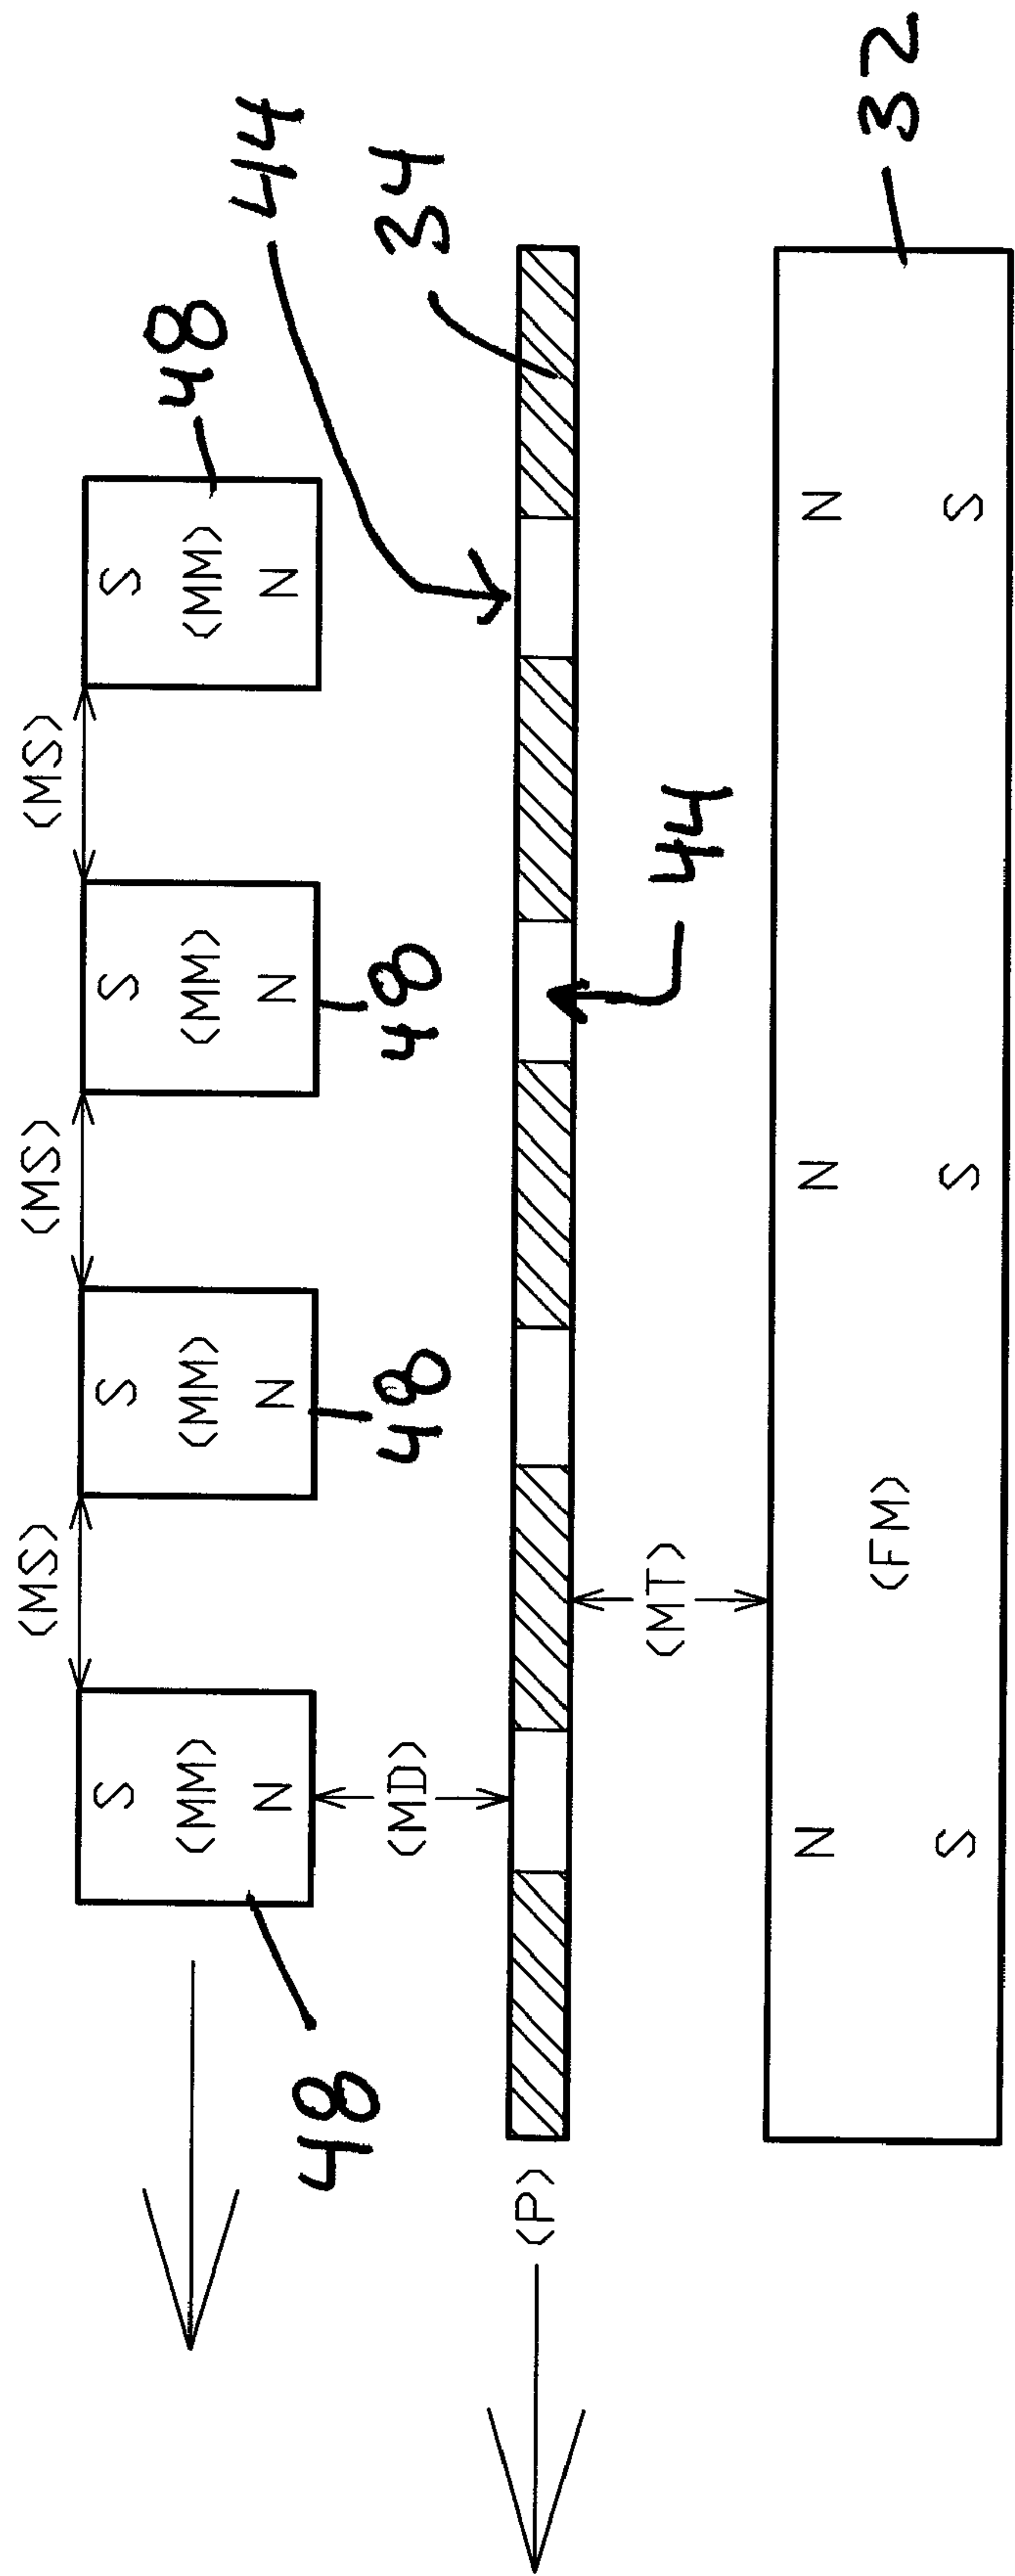 (MS) (MS) (MS)
S S S S
(MM) (MM) (MM) (MM)
N N N N
48
48
48
48
44
34
(MD)
(P)
44
(MT)
N N N
(FM)
S S S
32